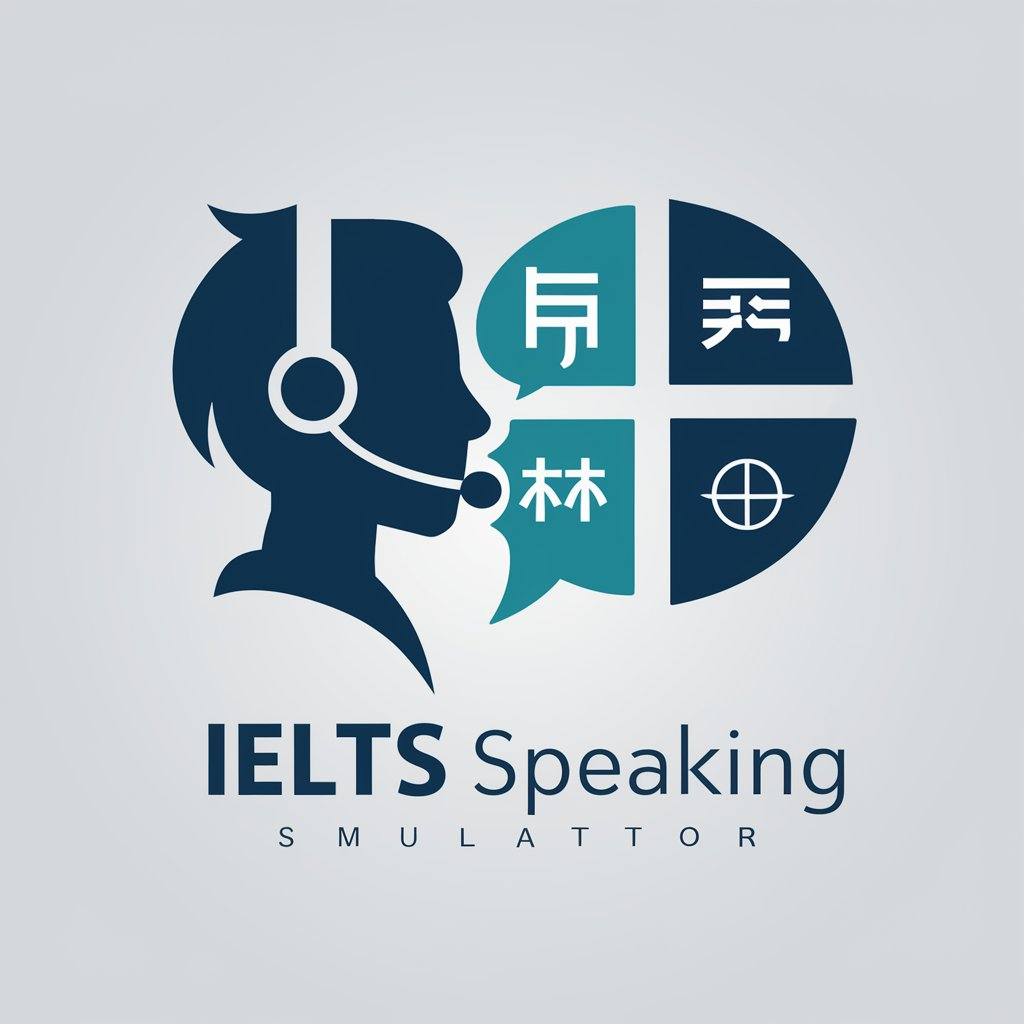 林
IELTS Speaking
SMULATTOR